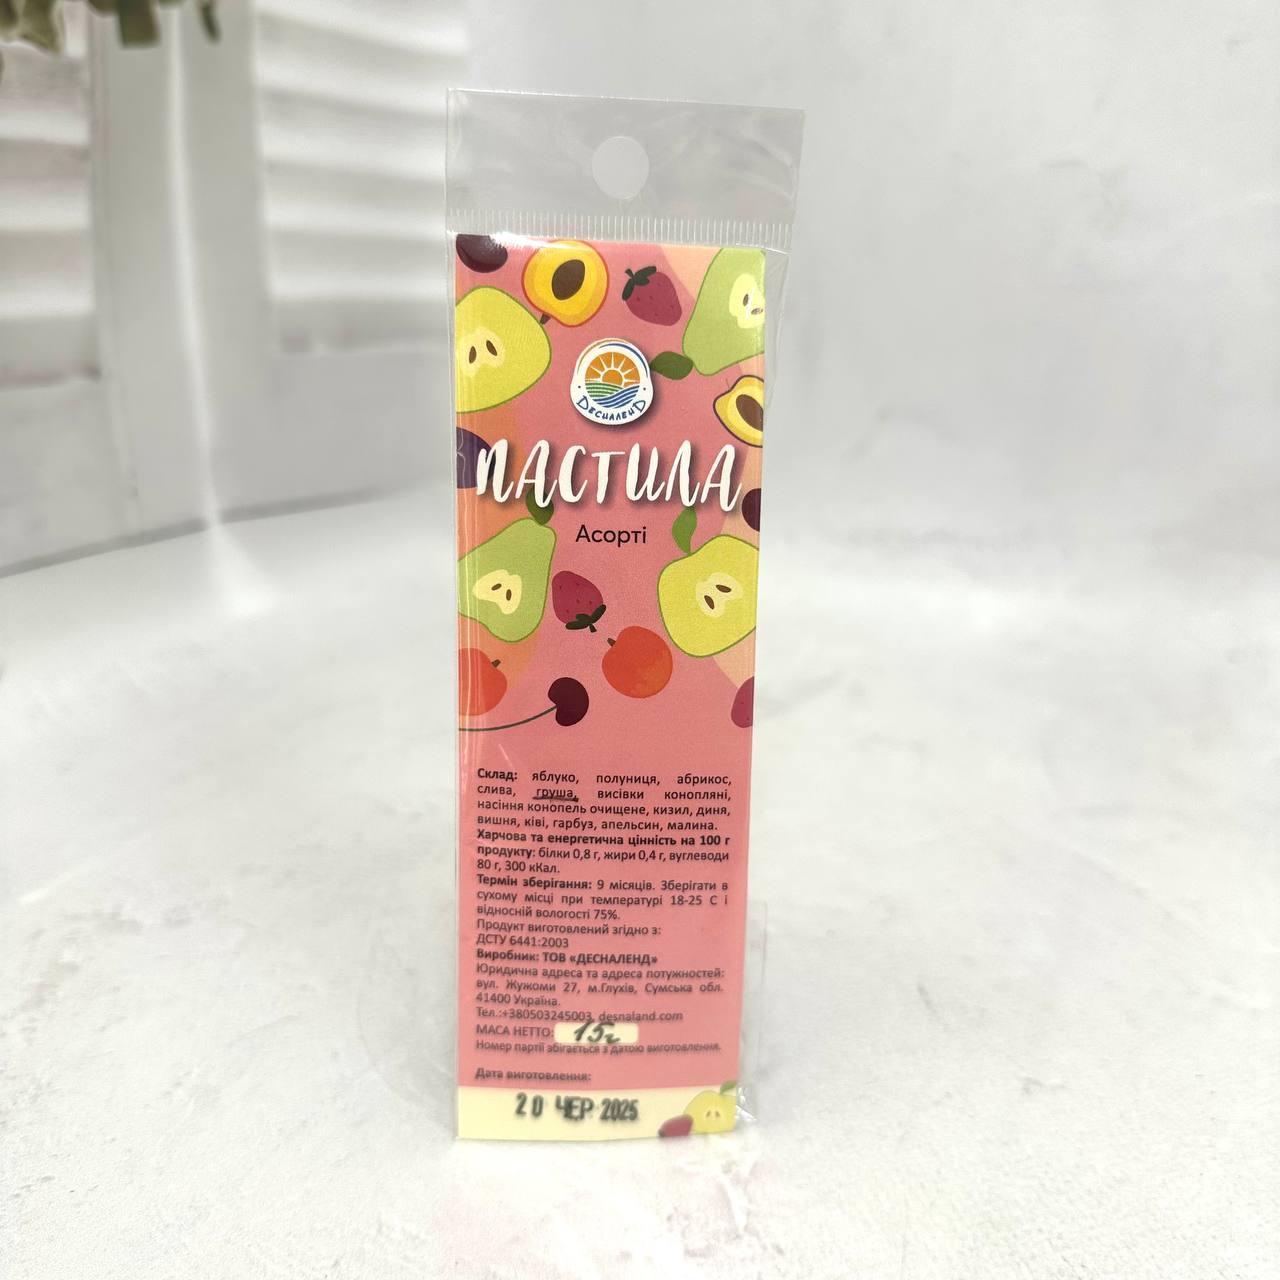 ДЕСНАЛЕНД
ПАСТИЛА
Асорті
Склад: яблуко, полуниця, абрикос,
слива, груша, висівки конопляні,
насіння конопель очищене, кизил, диня,
вишня, ківі, гарбуз, апельсин, малина.
Харчова та енергетична цінність на 100 г
продукту: білки 0,8 г, жири 0,4 г, вуглеводи
80 г, 300 кКал.
Термін зберігання: 9 місяців. Зберігати в
сухому місці при температурі 18-25 С і
відносній вологості 75%.
Продукт виготовлений згідно з:
ДСТУ 6441:2003
Виробник: ТОВ «ДЕСНАЛЕНД»
Юридична адреса та адреса потужностей:
вул. Жужоми 27, м.Глухів, Сумська обл.
41400 Україна.
Тел.:+380503245003, desnaland.com
МАСА НЕТТО: 15г
Номер партії збігається з датою виготовлення.
Дата виготовлення:
20 ЧЕР 2025